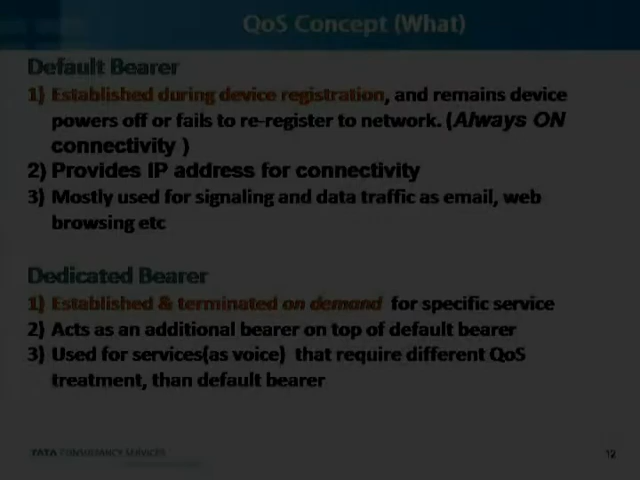 QoS Concept (What)
Default Bearer
1) Established during device registration, and remains device
powers off or fails to re-register to network. (Always ON
connectivity )
2) Provides IP address for connectivity
3) Mostly used for signaling and data traffic as email, web
browsing etc
Dedicated Bearer
1) Established & terminated on demand for specific service
2) Acts as an additional bearer on top of default bearer
3) Used for services(as voice) that require different QoS
treatment, than default bearer
TATA CONSULTANCY SERVICES
12